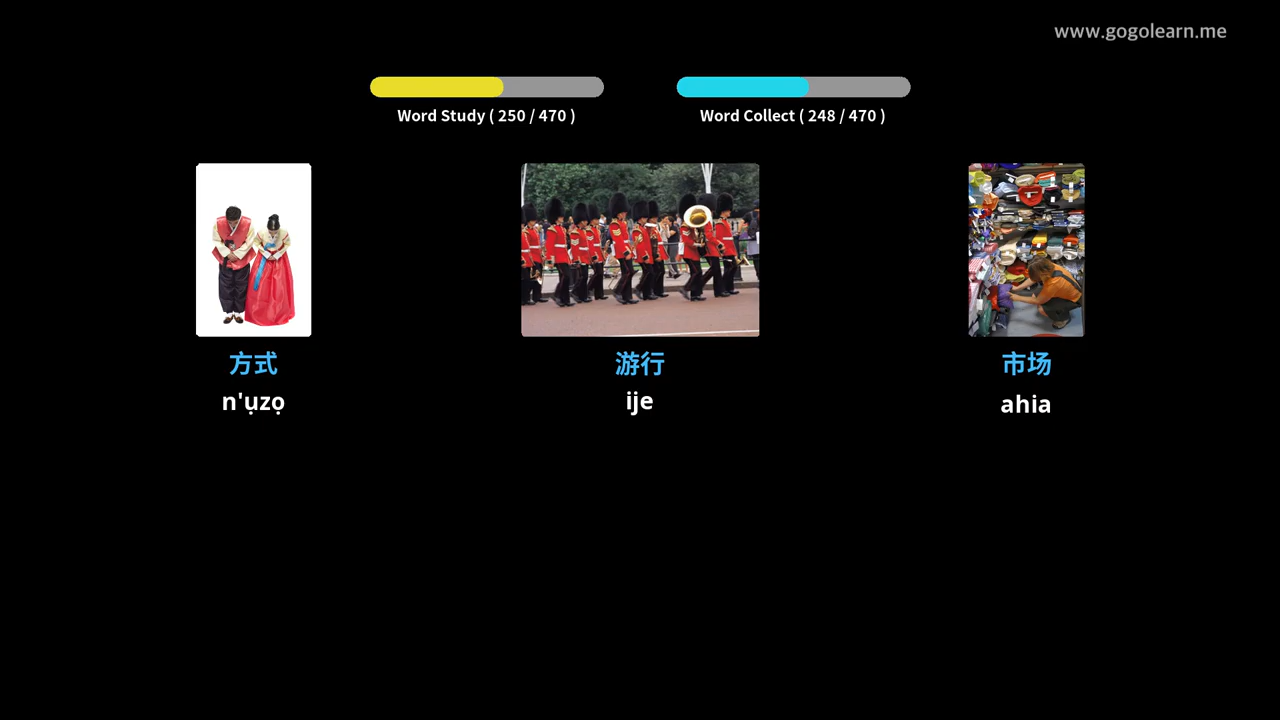 www.gogolearn.me
Word Study ( 250 / 470 )
Word Collect ( 248 / 470 )
方式
游行
市场
n'ụzọ
ije
ahia